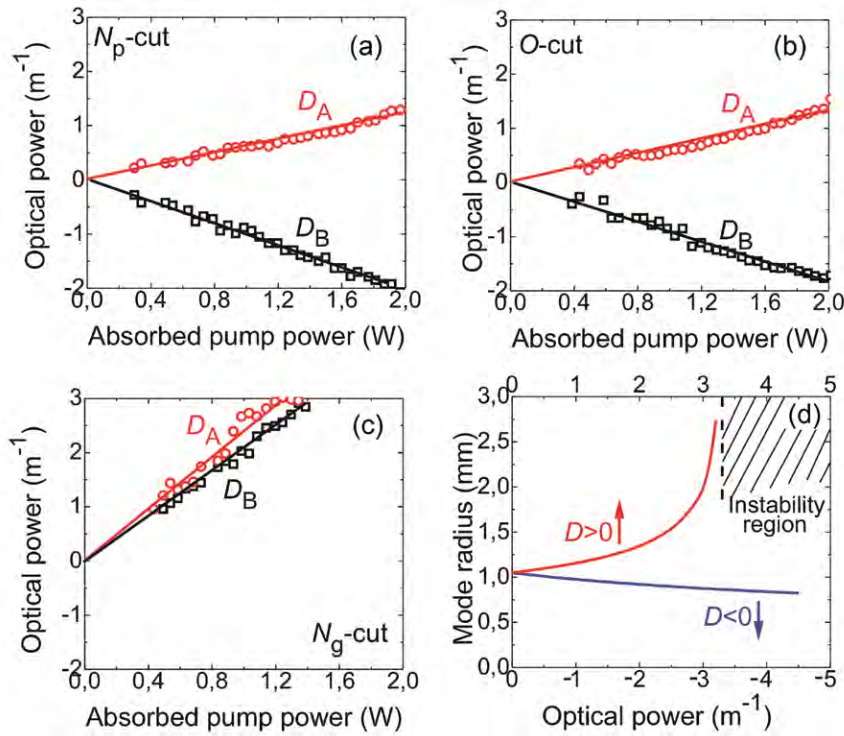 Np-cut
(a)
DA
DB
3
2
1
0
-1
-2
0,0 0,4 0,8 1,2 1,6 2,0
Optical power (m-1)
Absorbed pump power (W)
O-cut
(b)
DA
DB
3
2
1
0
-1
-2
0,0 0,4 0,8 1,2 1,6 2,0
Optical power (m-1)
Absorbed pump power (W)
(c)
DA
DB
Ng-cut
3
2
1
0
-1
-2
0,0 0,4 0,8 1,2 1,6 2,0
Optical power (m-1)
Absorbed pump power (W)
0 1 2 3 4 5
(d)
D>0
D<0
Instability
region
3,0
2,5
2,0
1,5
1,0
0,5
0,0
0 -1 -2 -3 -4 -5
Mode radius (mm)
Optical power (m-1)